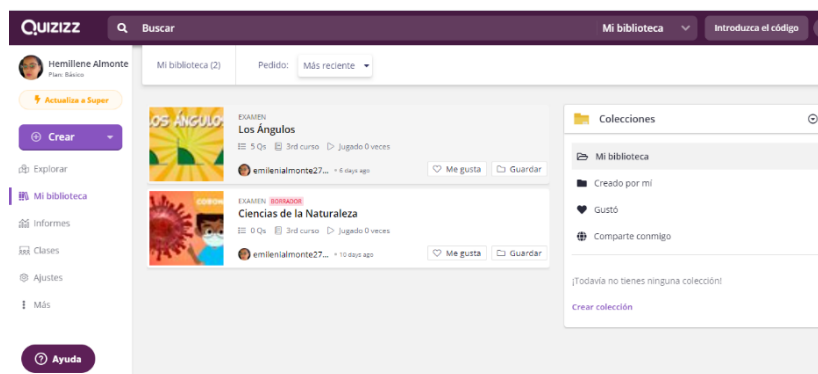 QUIZIZZ
Buscar
Mi biblioteca
Introduzca el código
Hemillene Almonte
Plan: Básico
Actualiza a Super
Crear
Explorar
Mi biblioteca
Informes
Clases
Ajustes
Más
Ayuda
Mi biblioteca (2)
Pedido:
Más reciente
LOS ÁNGULO
EXAMEN
Los Ángulos
5 Qs 3rd curso Jugado 0 veces
emilenialmonte27... • 6 days ago
Me gusta
Guardar
EXAMEN BORRADOR
Ciencias de la Naturaleza
0 Qs 3rd curso Jugado 0 veces
emilenialmonte27... • 10 days ago
Me gusta
Guardar
Colecciones
Mi biblioteca
Creado por mí
Gustó
Comparte conmigo
¡Todavía no tienes ninguna colección!
Crear colección